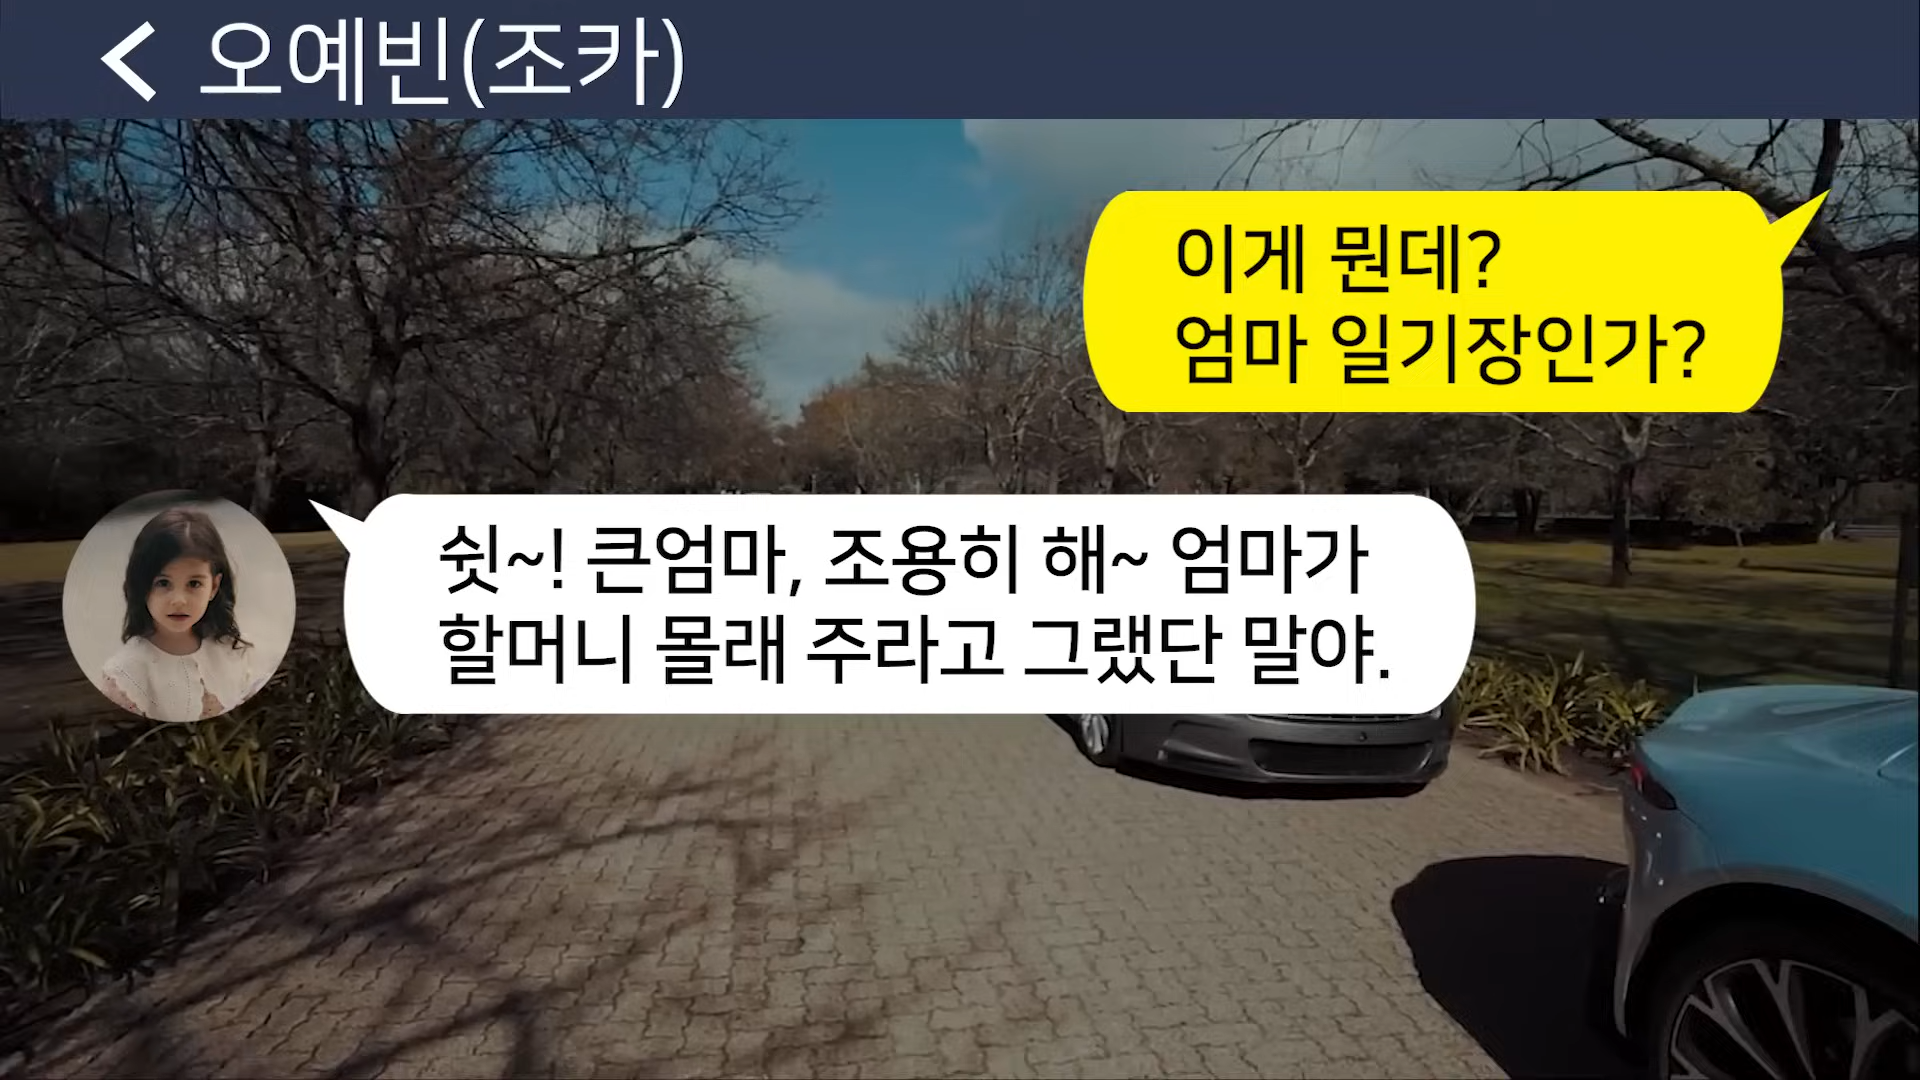 오예빈(조카)
이게 뭔데?
엄마 일기장인가?
쉿~! 큰엄마, 조용히 해~ 엄마가
할머니 몰래 주라고 그랬단 말야.